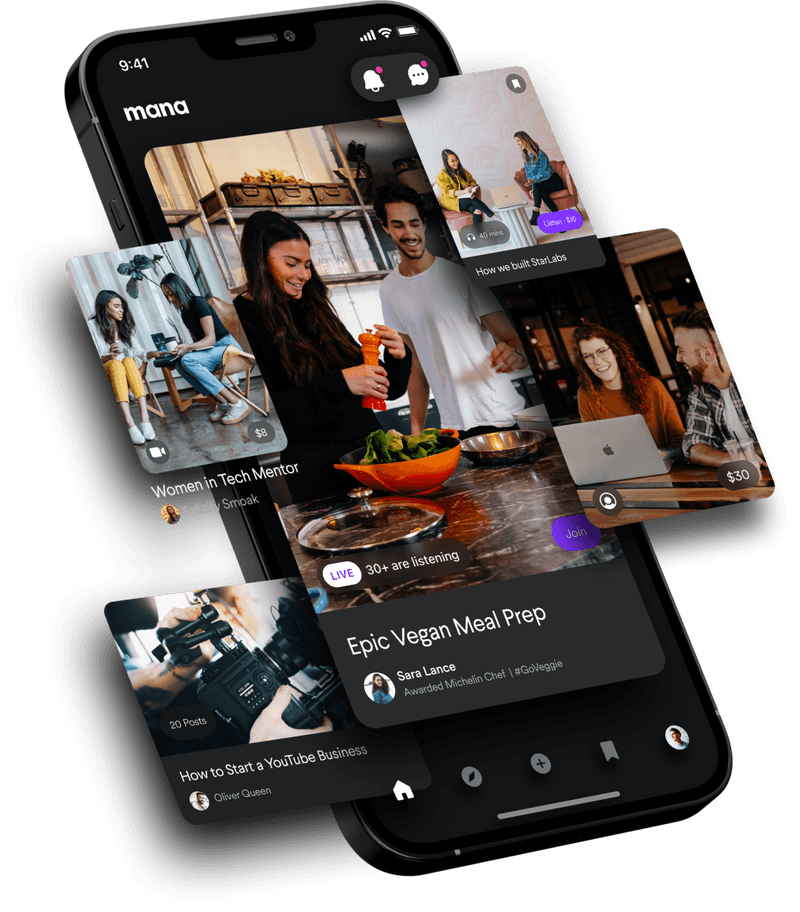 9:41
mana
40 mins
Listen · $15
How we built StarLabs
$8
Women in Tech Mentor
Smoak
$30
Join
LIVE 30+ are listening
Epic Vegan Meal Prep
Sara Lance
Awarded Michelin Chef | #GoVeggie
20 Posts
How to Start a YouTube Business
Oliver Queen